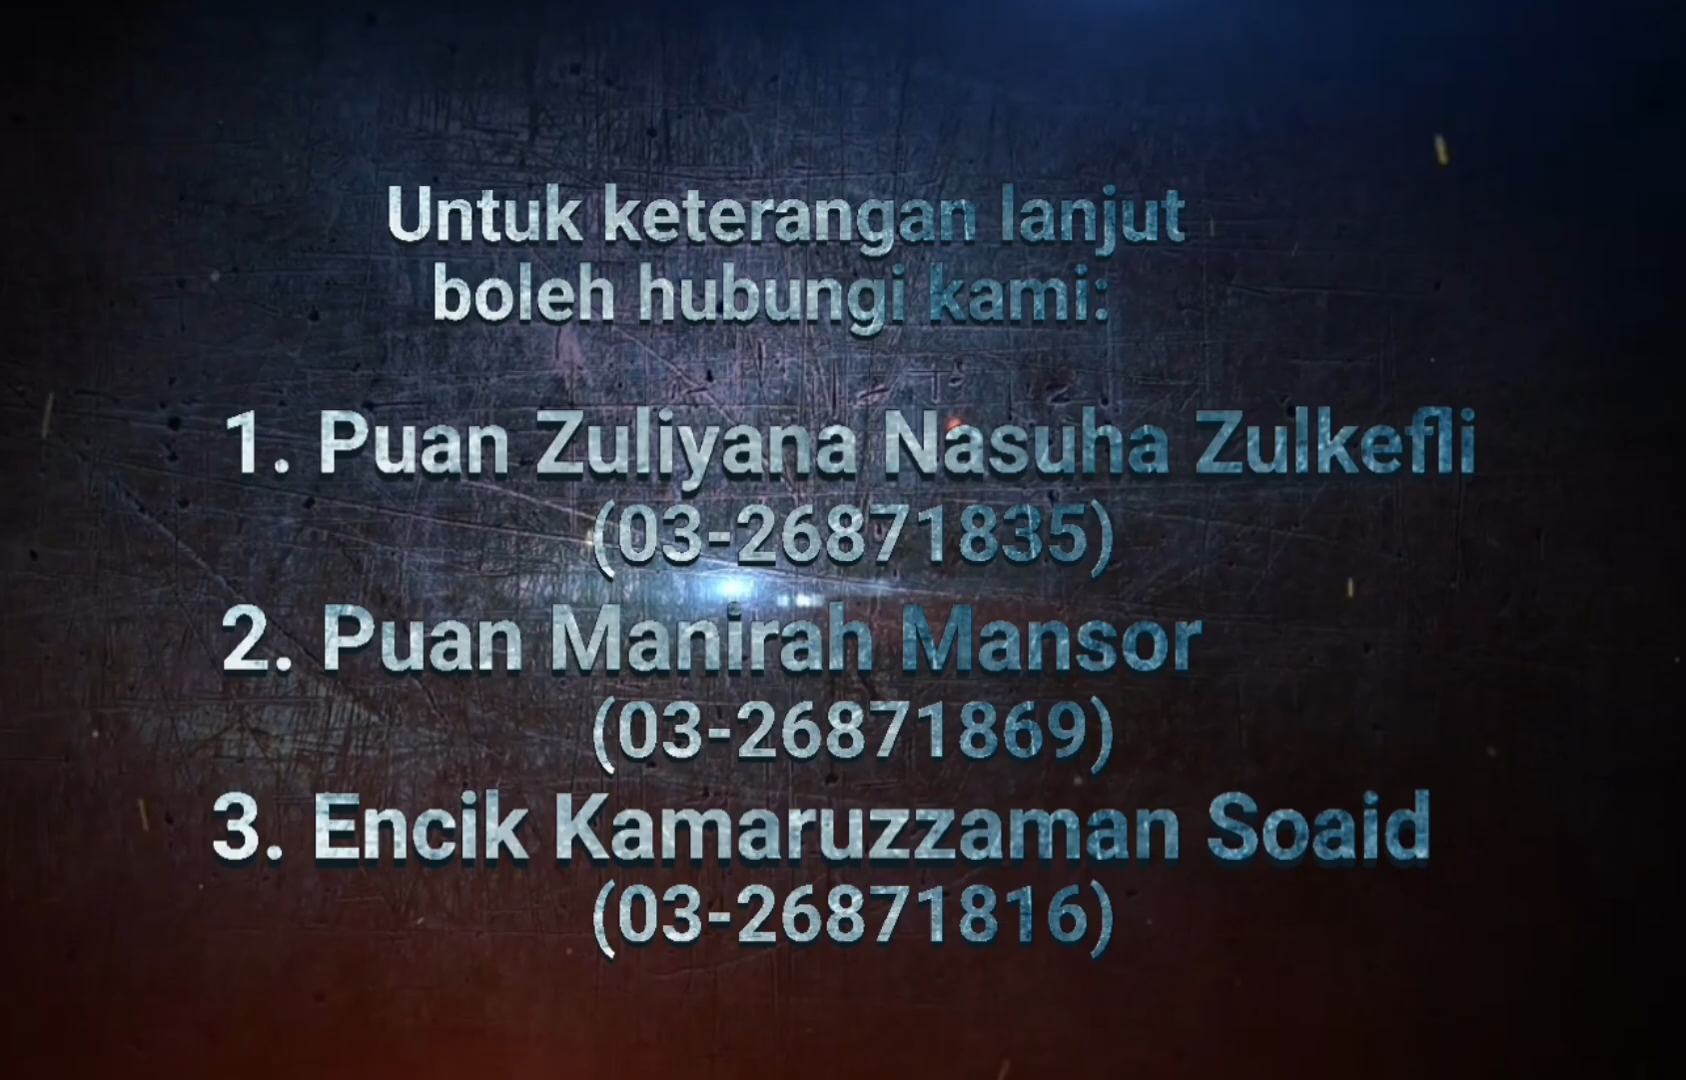 Untuk keterangan lanjut
boleh hubungi kami:
1. Puan Zuliyana Nasuha Zulkefli
(03-26871835)
2. Puan Manirah Mansor
(03-26871869)
3. Encik Kamaruzzaman Soaid
(03-26871816)